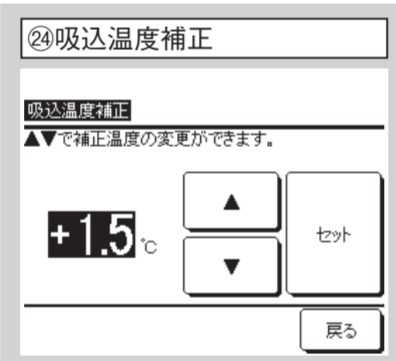 ㉔吸込温度補正
吸込温度補正
▲▼で補正温度の変更ができます。
+1.5℃
▲
▼
セット
戻る